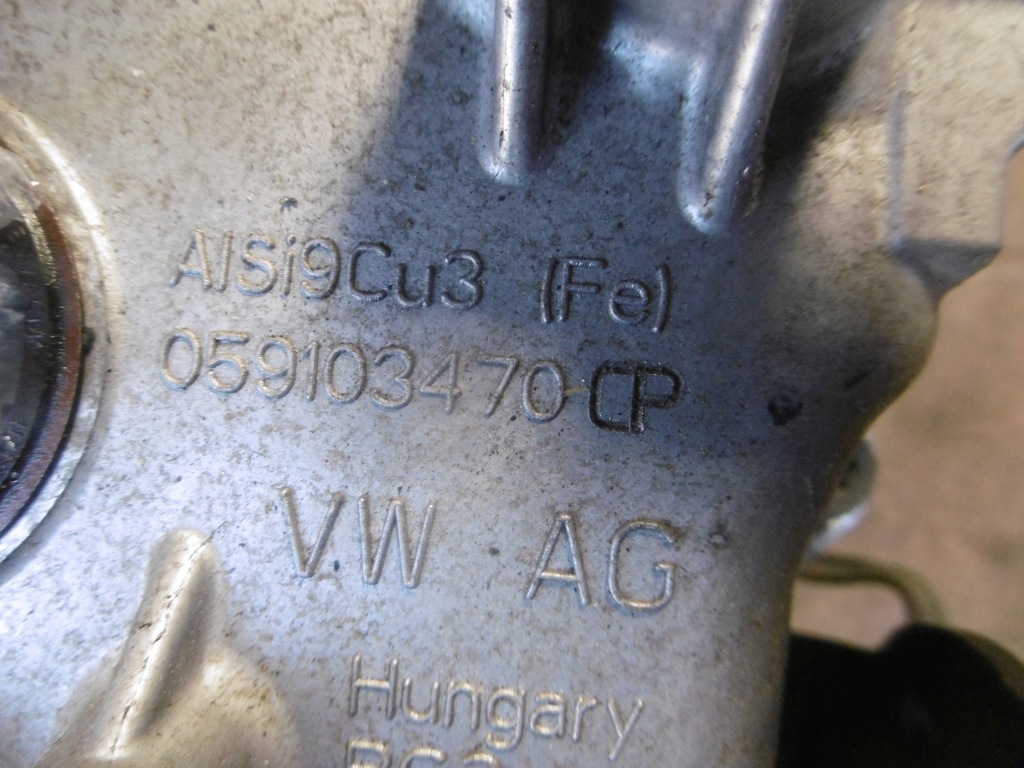 AlSi9Cu3 (Fe)
059103470 CP
VW AG
Hungary